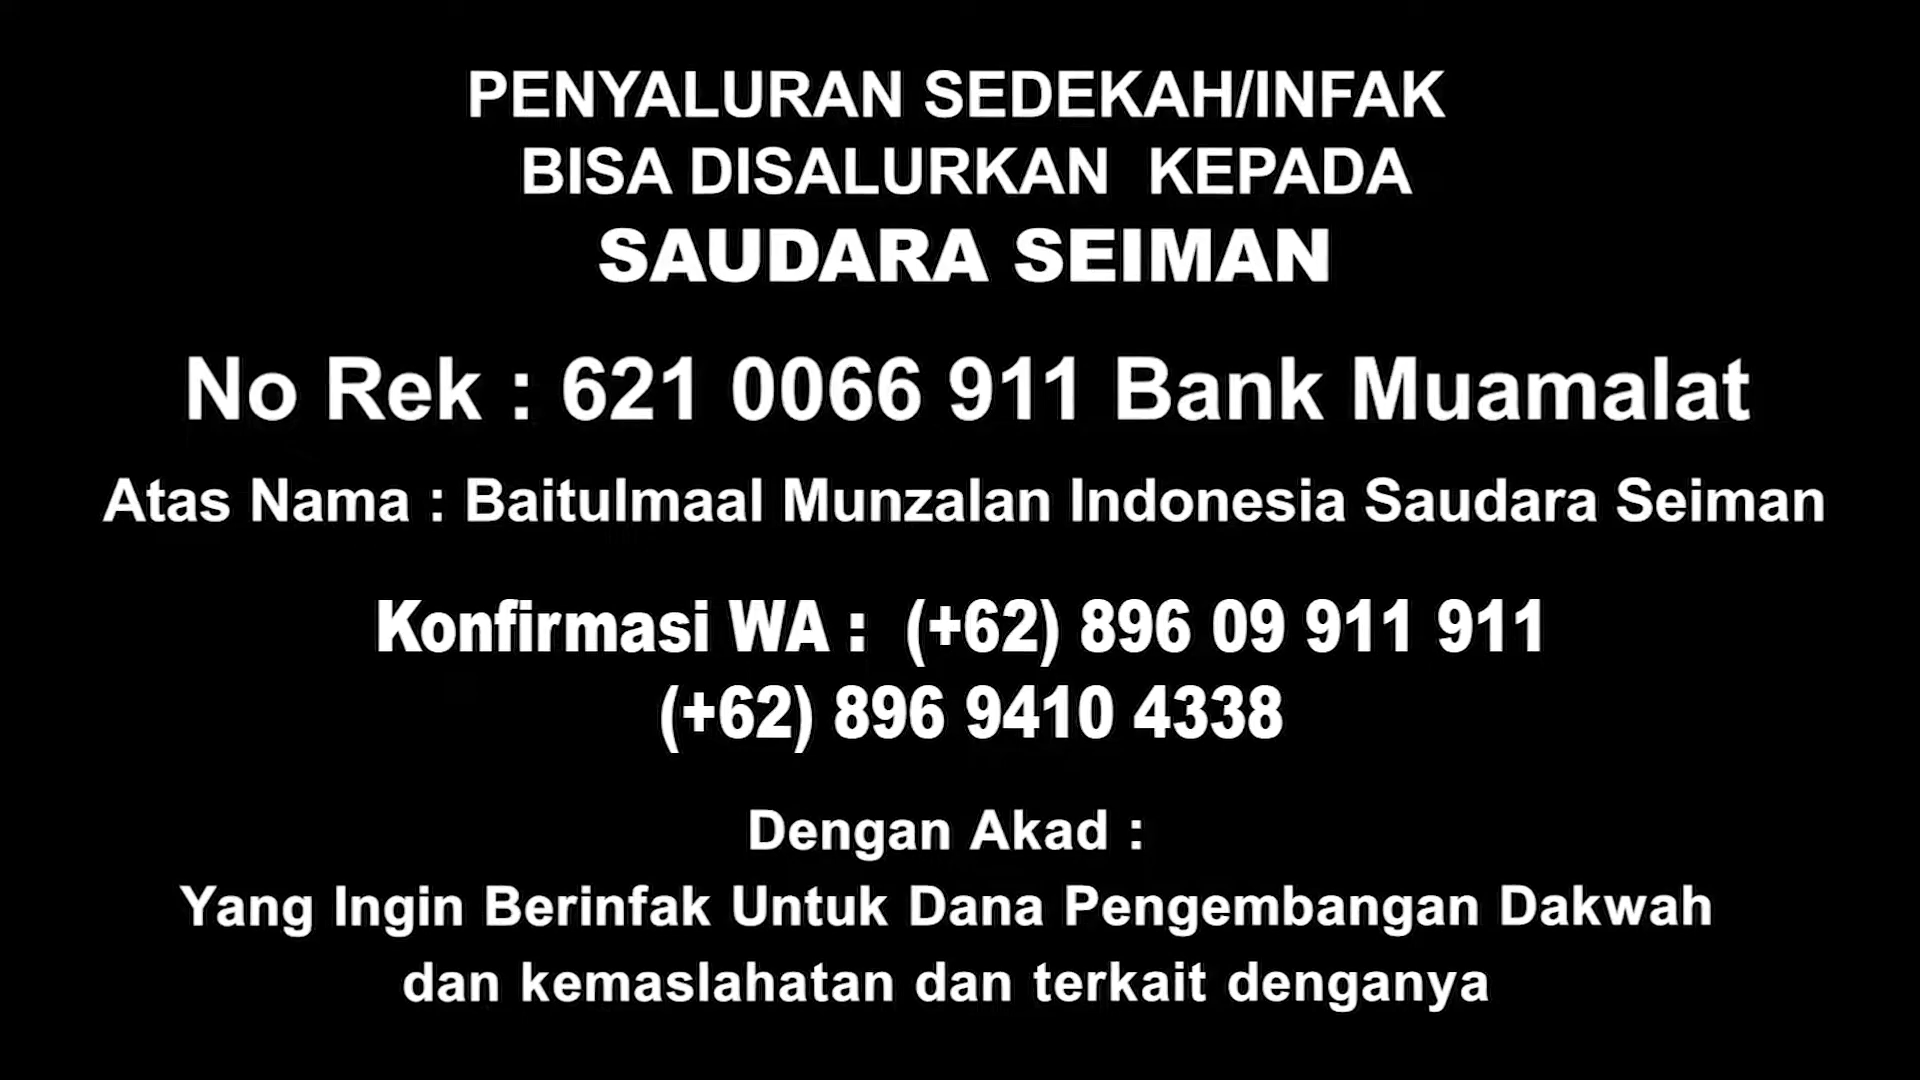 PENYALURAN SEDEKAH/INFAK
BISA DISALURKAN KEPADA
SAUDARA SEIMAN
No Rek : 621 0066 911 Bank Muamalat
Atas Nama : Baitulmaal Munzalan Indonesia Saudara Seiman
Konfirmasi WA : (+62) 896 09 911 911
(+62) 896 9410 4338
Dengan Akad :
Yang Ingin Berinfak Untuk Dana Pengembangan Dakwah
dan kemaslahatan dan terkait denganya